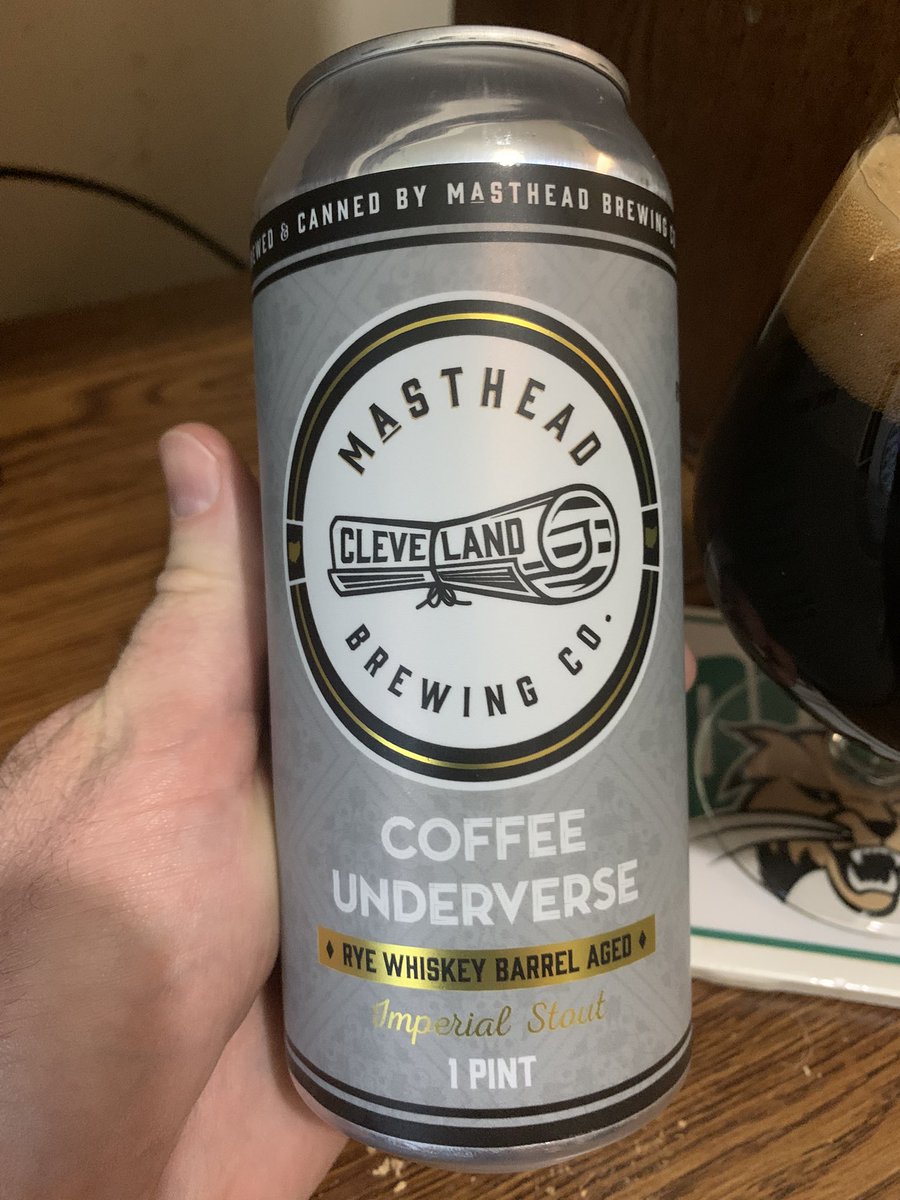 & CANNED BY MASTHEAD BREWING
MASTHEAD
CLEVELAND
BREWING CO.
COFFEE
UNDERVERSE
RYE WHISKEY BARREL AGED
Imperial Stout
1 PINT